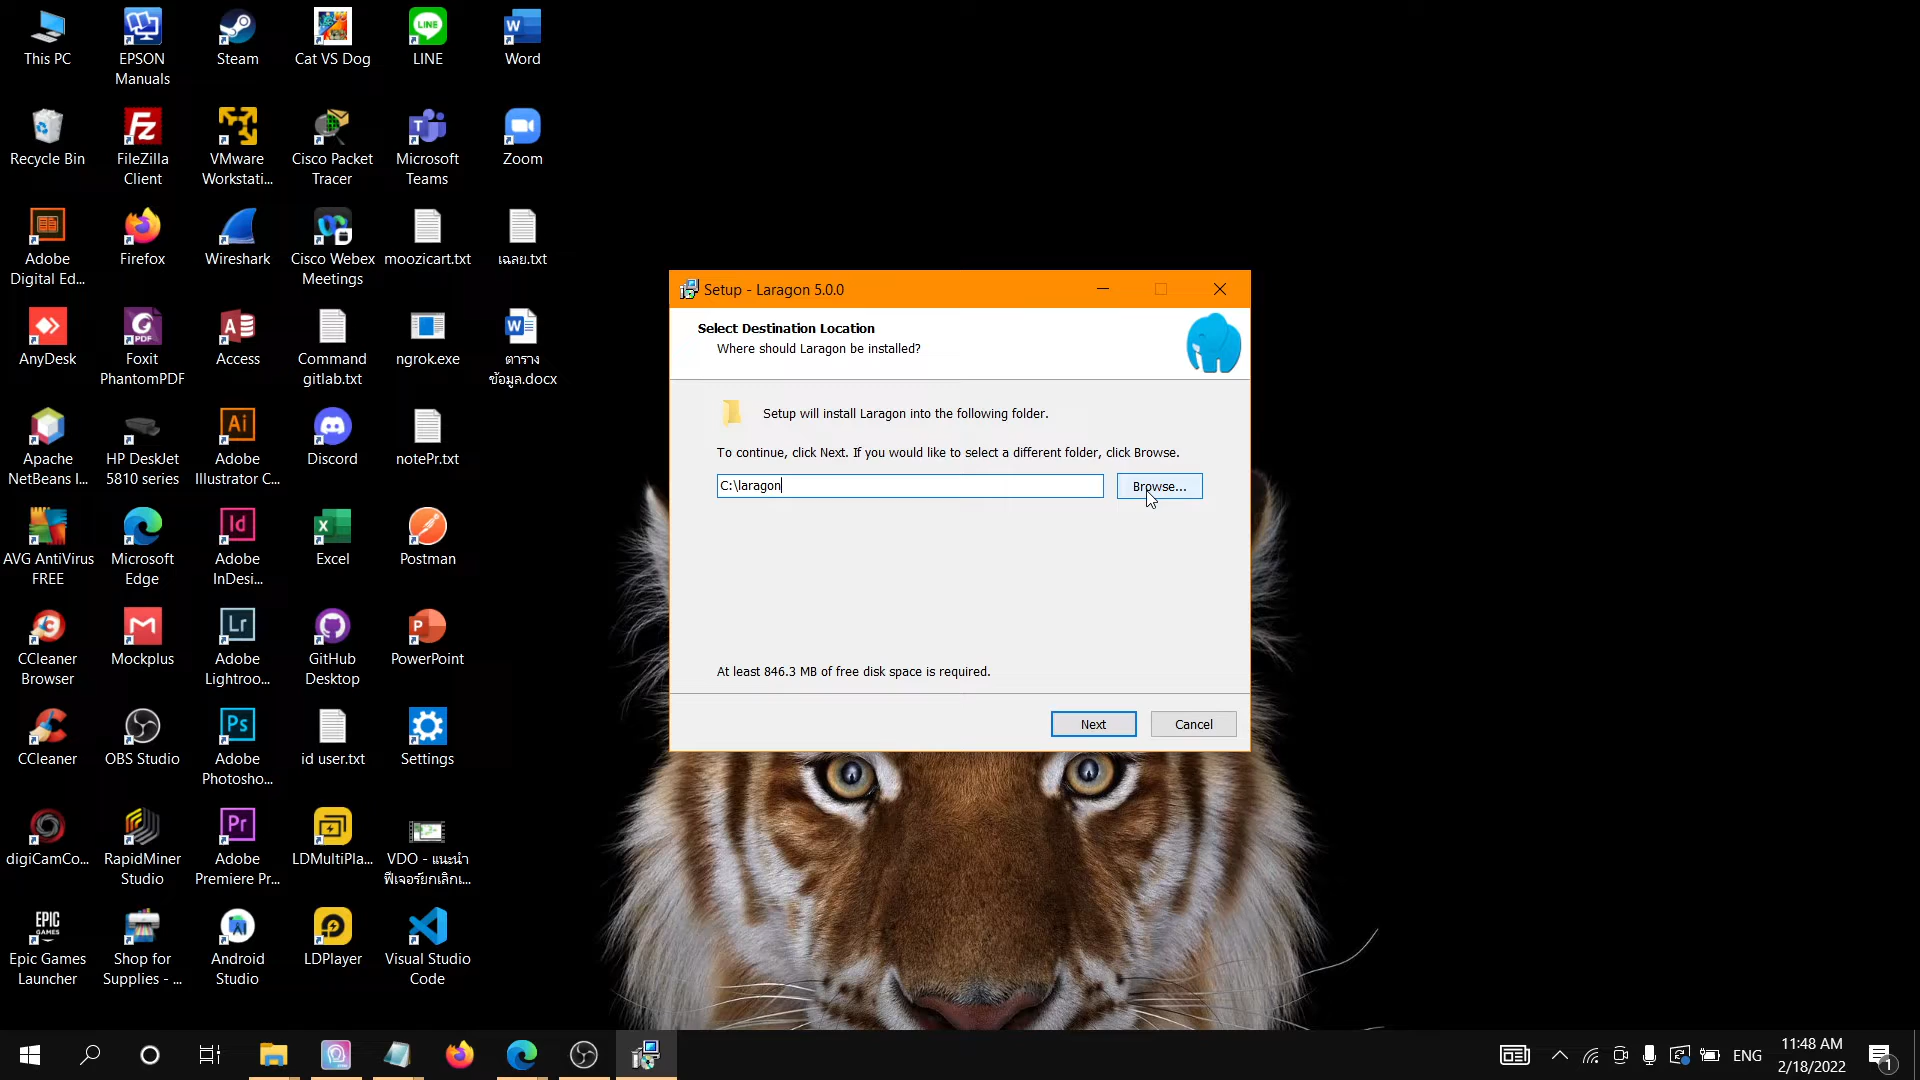 This PC
EPSON
Manuals
Steam
Cat VS Dog
LINE
Word
Recycle Bin
FileZilla
Client
VMware
Workstati...
Cisco Packet
Tracer
Microsoft
Teams
Zoom
Adobe
Digital Ed...
Firefox
Wireshark
Cisco Webex
Meetings
moozicart.txt
เฉลย.txt
AnyDesk
Foxit
PhantomPDF
Access
Command
gitlab.txt
ngrok.exe
ตาราง
ข้อมูล.docx
Apache
NetBeans I...
HP DeskJet
5810 series
Adobe
Illustrator C...
Discord
notePr.txt
AVG AntiVirus
FREE
Microsoft
Edge
Adobe
InDesi...
Excel
Postman
CCleaner
Browser
Mockplus
Adobe
Lightroo...
GitHub
Desktop
PowerPoint
CCleaner
OBS Studio
Adobe
Photosho...
id user.txt
Settings
digiCamCo...
RapidMiner
Studio
Adobe
Premiere Pr...
LDMultiPla...
VDO - แนะนำ
ฟีเจอร์ยกเลิกเ...
Epic Games
Launcher
Shop for
Supplies - ...
Android
Studio
LDPlayer
Visual Studio
Code
Setup - Laragon 5.0.0
Select Destination Location
Where should Laragon be installed?
Setup will install Laragon into the following folder.
To continue, click Next. If you would like to select a different folder, click Browse.
C:\laragon
Browse...
At least 846.3 MB of free disk space is required.
Next
Cancel
ENG
11:48 AM
2/18/2022
1